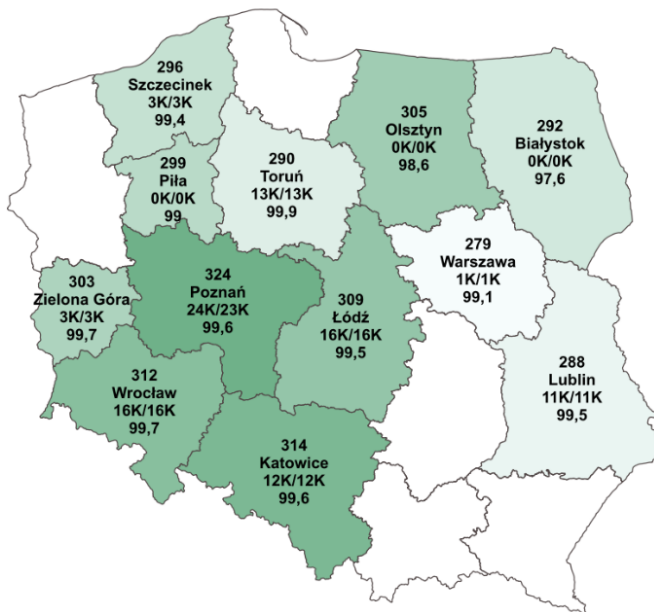 296
Szczecinek
3K/3K
99,4
305
Olsztyn
0K/0K
98,6
292
Białystok
0K/0K
97,6
299
Piła
0K/0K
99
290
Toruń
13K/13K
99,9
279
Warszawa
1K/1K
99,1
303
Zielona Góra
3K/3K
99,7
324
Poznań
24K/23K
99,6
309
Łódź
16K/16K
99,5
288
Lublin
11K/11K
99,5
312
Wrocław
16K/16K
99,7
314
Katowice
12K/12K
99,6